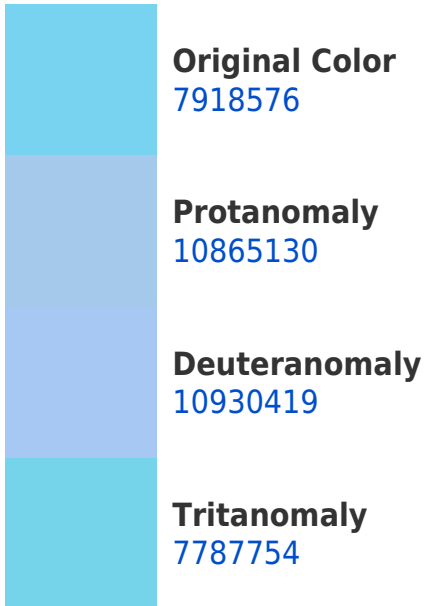 Original Color
7918576
Protanomaly
10865130
Deuteranomaly
10930419
Tritanomaly
7787754